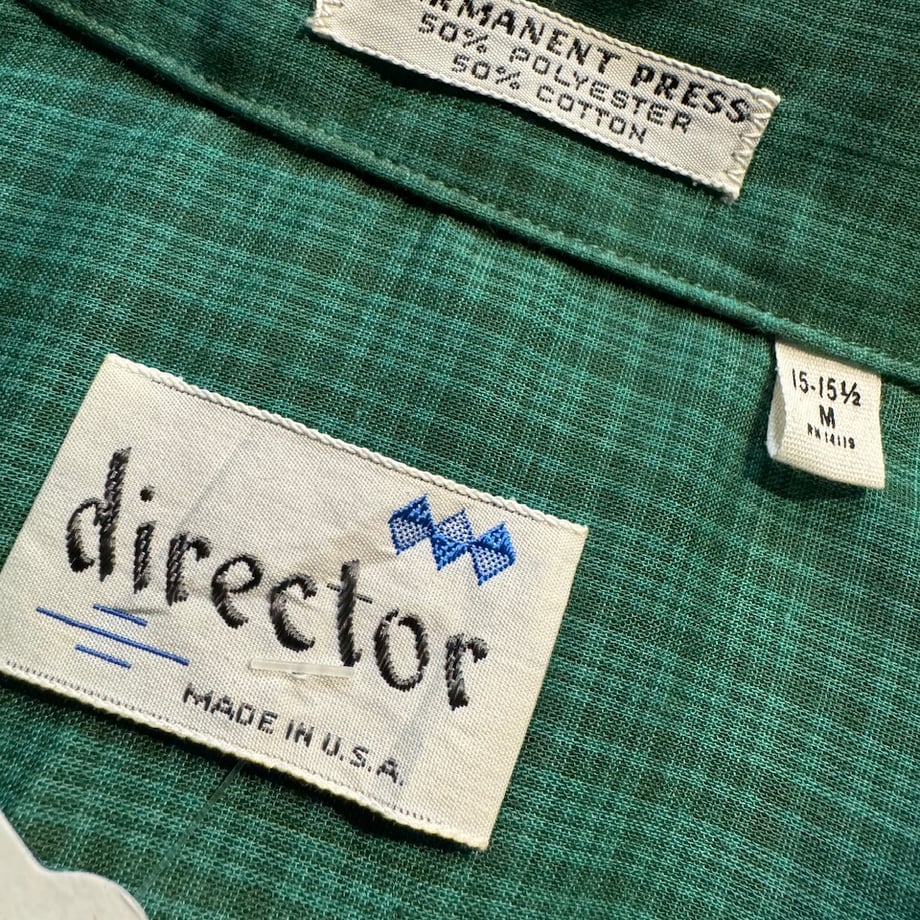 RMANENT PRESS
50% POLYESTER
50% COTTON
15-15½
M
RN 14119
director
MADE IN U.S.A.